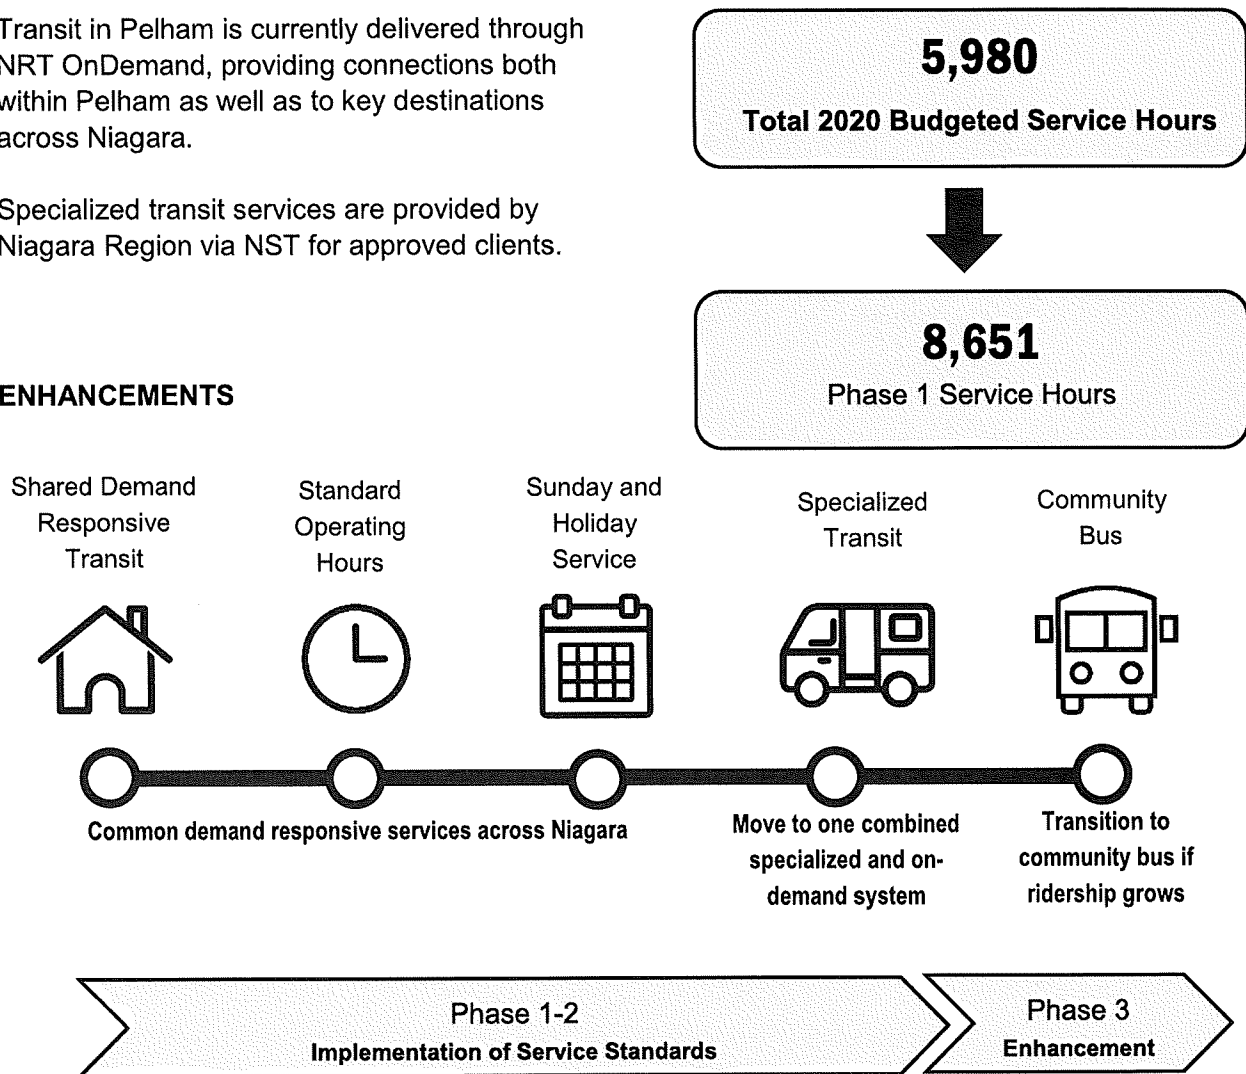 Transit in Pelham is currently delivered through
NRT OnDemand, providing connections both
within Pelham as well as to key destinations
across Niagara.
Specialized transit services are provided by
Niagara Region via NST for approved clients.
5,980
Total 2020 Budgeted Service Hours
8,651
Phase 1 Service Hours
ENHANCEMENTS
Shared Demand
Responsive
Transit
Standard
Operating
Hours
Sunday and
Holiday
Service
Specialized
Transit
Community
Bus
Common demand responsive services across Niagara
Move to one combined
specialized and on-
demand system
Transition to
community bus if
ridership grows
Phase 1-2
Implementation of Service Standards
Phase 3
Enhancement